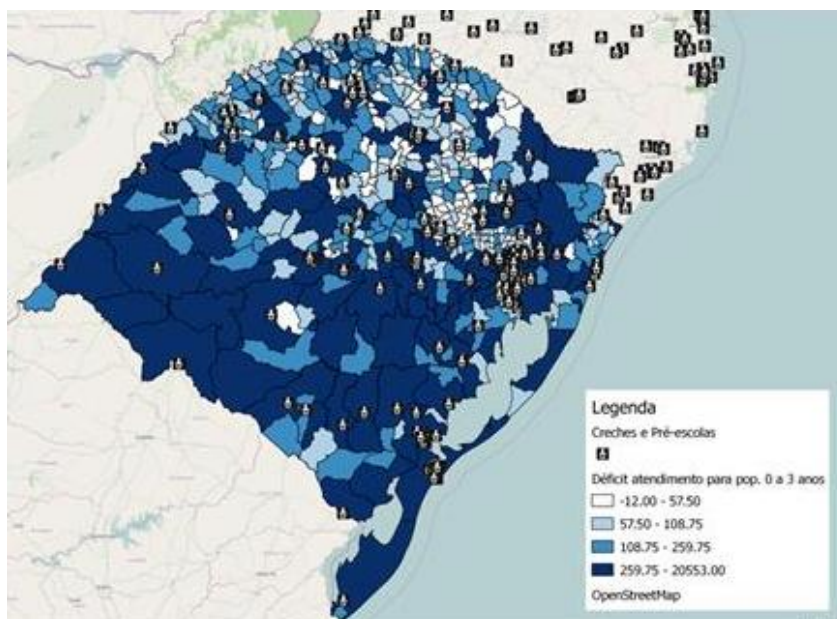 Legenda
Creches e Pré-escolas
Déficit atendimento para pop. 0 a 3 anos
-12.00 - 57.50
57.50 - 108.75
108.75 - 259.75
259.75 - 20553.00
OpenStreetMap